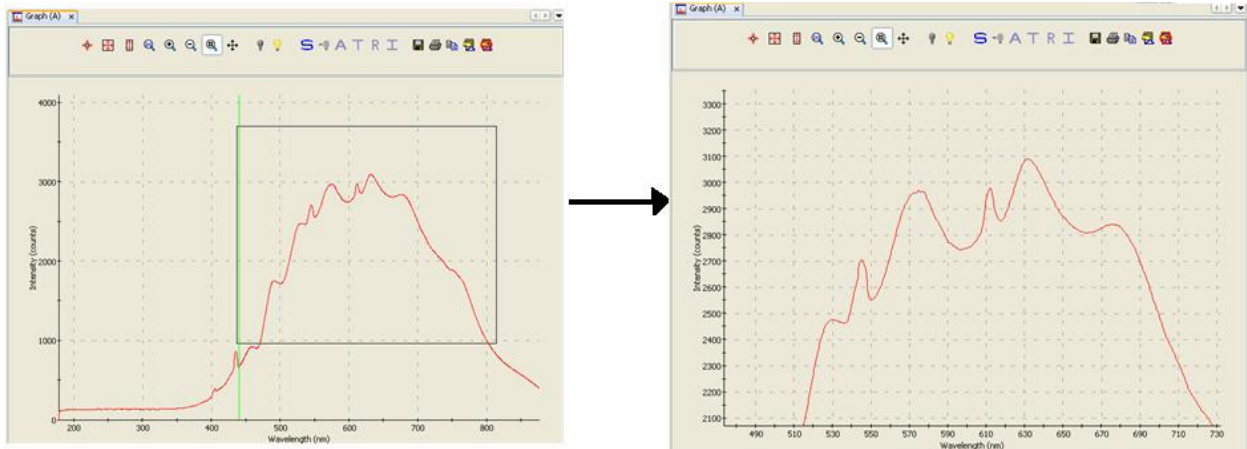 Graph (A) x
S A T R I
4000
3000
2000
1000
0
Intensity (counts)
200 300 400 500 600 700 800
Wavelength (nm)
Graph (A) x
S A T R I
3300
3200
3100
3000
2900
2800
2700
2600
2500
2400
2300
2200
2100
Intensity (counts)
490 510 530 550 570 590 610 630 650 670 690 710 730
Wavelength (nm)